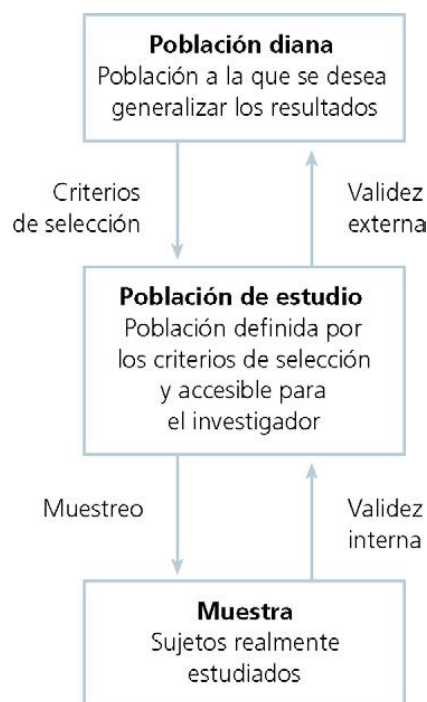 Población diana
Población a la que se desea
generalizar los resultados
Criterios
de selección
Validez
externa
Población de estudio
Población definida por
los criterios de selección
y accesible para
el investigador
Muestreo
Validez
interna
Muestra
Sujetos realmente
estudiados